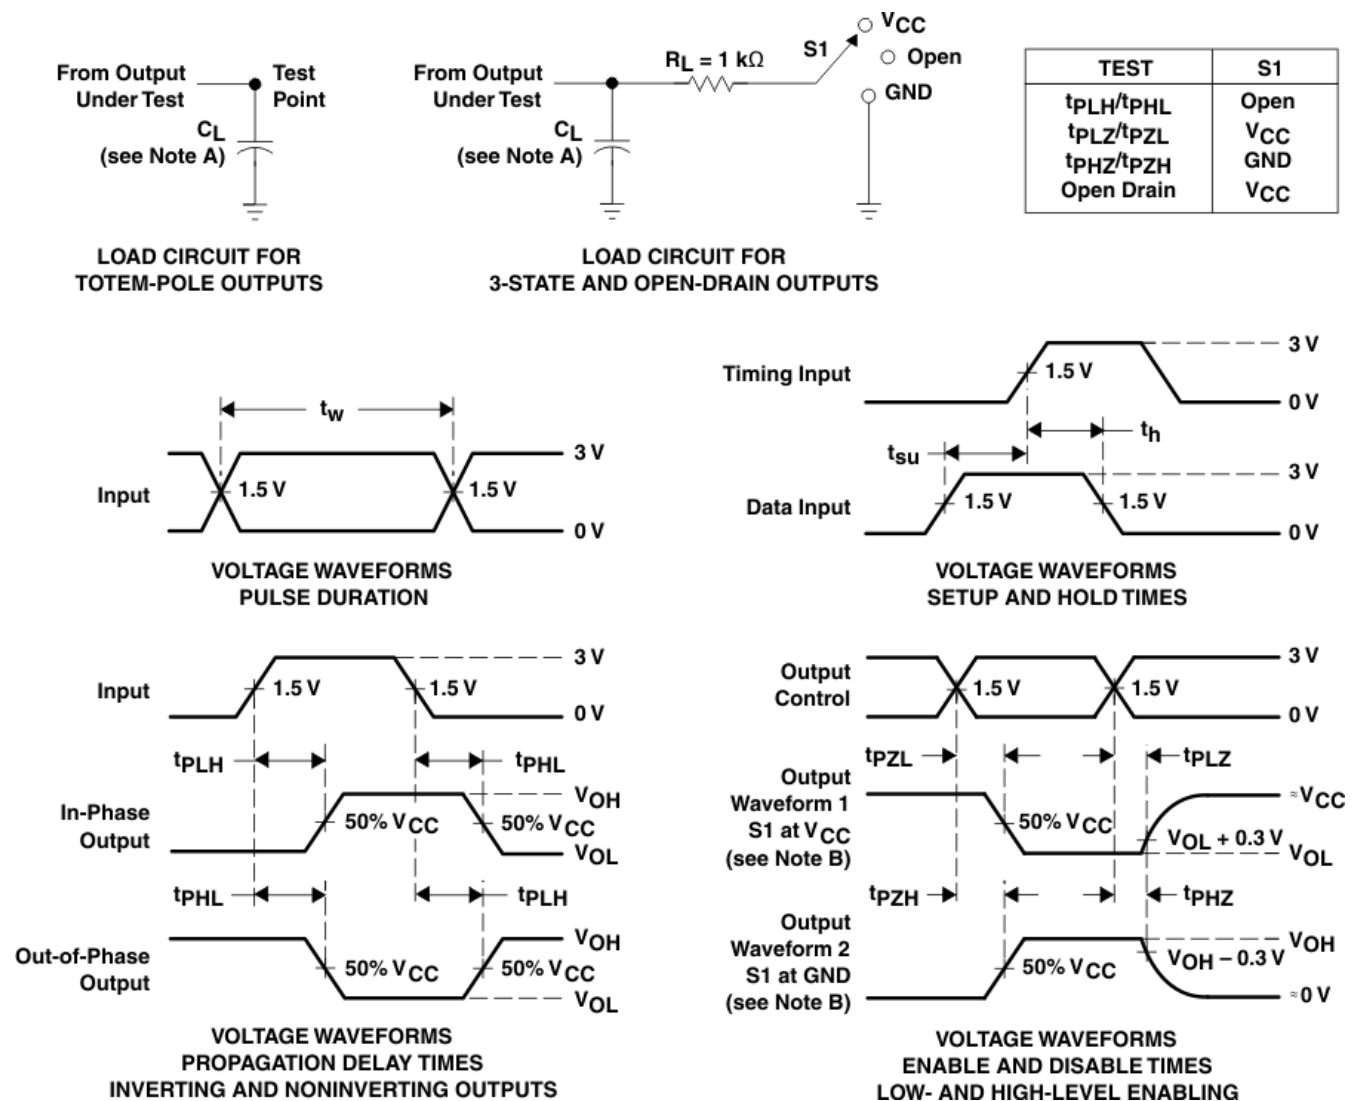 From Output
Under Test
Test
Point
CL
(see Note A)
LOAD CIRCUIT FOR
TOTEM-POLE OUTPUTS
From Output
Under Test
RL = 1 kΩ
S1
VCC
Open
GND
CL
(see Note A)
LOAD CIRCUIT FOR
3-STATE AND OPEN-DRAIN OUTPUTS
TEST S1
tPLH/tPHL Open
tPLZ/tPZL VCC
tPHZ/tPZH GND
Open Drain VCC
tw
Input
1.5 V
1.5 V
3 V
0 V
VOLTAGE WAVEFORMS
PULSE DURATION
Timing Input
1.5 V
3 V
0 V
th
tsu
Data Input
1.5 V
1.5 V
3 V
0 V
VOLTAGE WAVEFORMS
SETUP AND HOLD TIMES
Input
1.5 V
1.5 V
3 V
0 V
tPLH
tPHL
In-Phase
Output
50% VCC
50% VCC
VOH
VOL
tPHL
tPLH
Out-of-Phase
Output
50% VCC
50% VCC
VOH
VOL
VOLTAGE WAVEFORMS
PROPAGATION DELAY TIMES
INVERTING AND NONINVERTING OUTPUTS
Output
Control
1.5 V
1.5 V
3 V
0 V
tPZL
tPLZ
Output
Waveform 1
S1 at VCC
(see Note B)
50% VCC
VOL + 0.3 V
≈VCC
VOL
tPZH
tPHZ
Output
Waveform 2
S1 at GND
(see Note B)
50% VCC
VOH − 0.3 V
VOH
≈0 V
VOLTAGE WAVEFORMS
ENABLE AND DISABLE TIMES
LOW- AND HIGH-LEVEL ENABLING